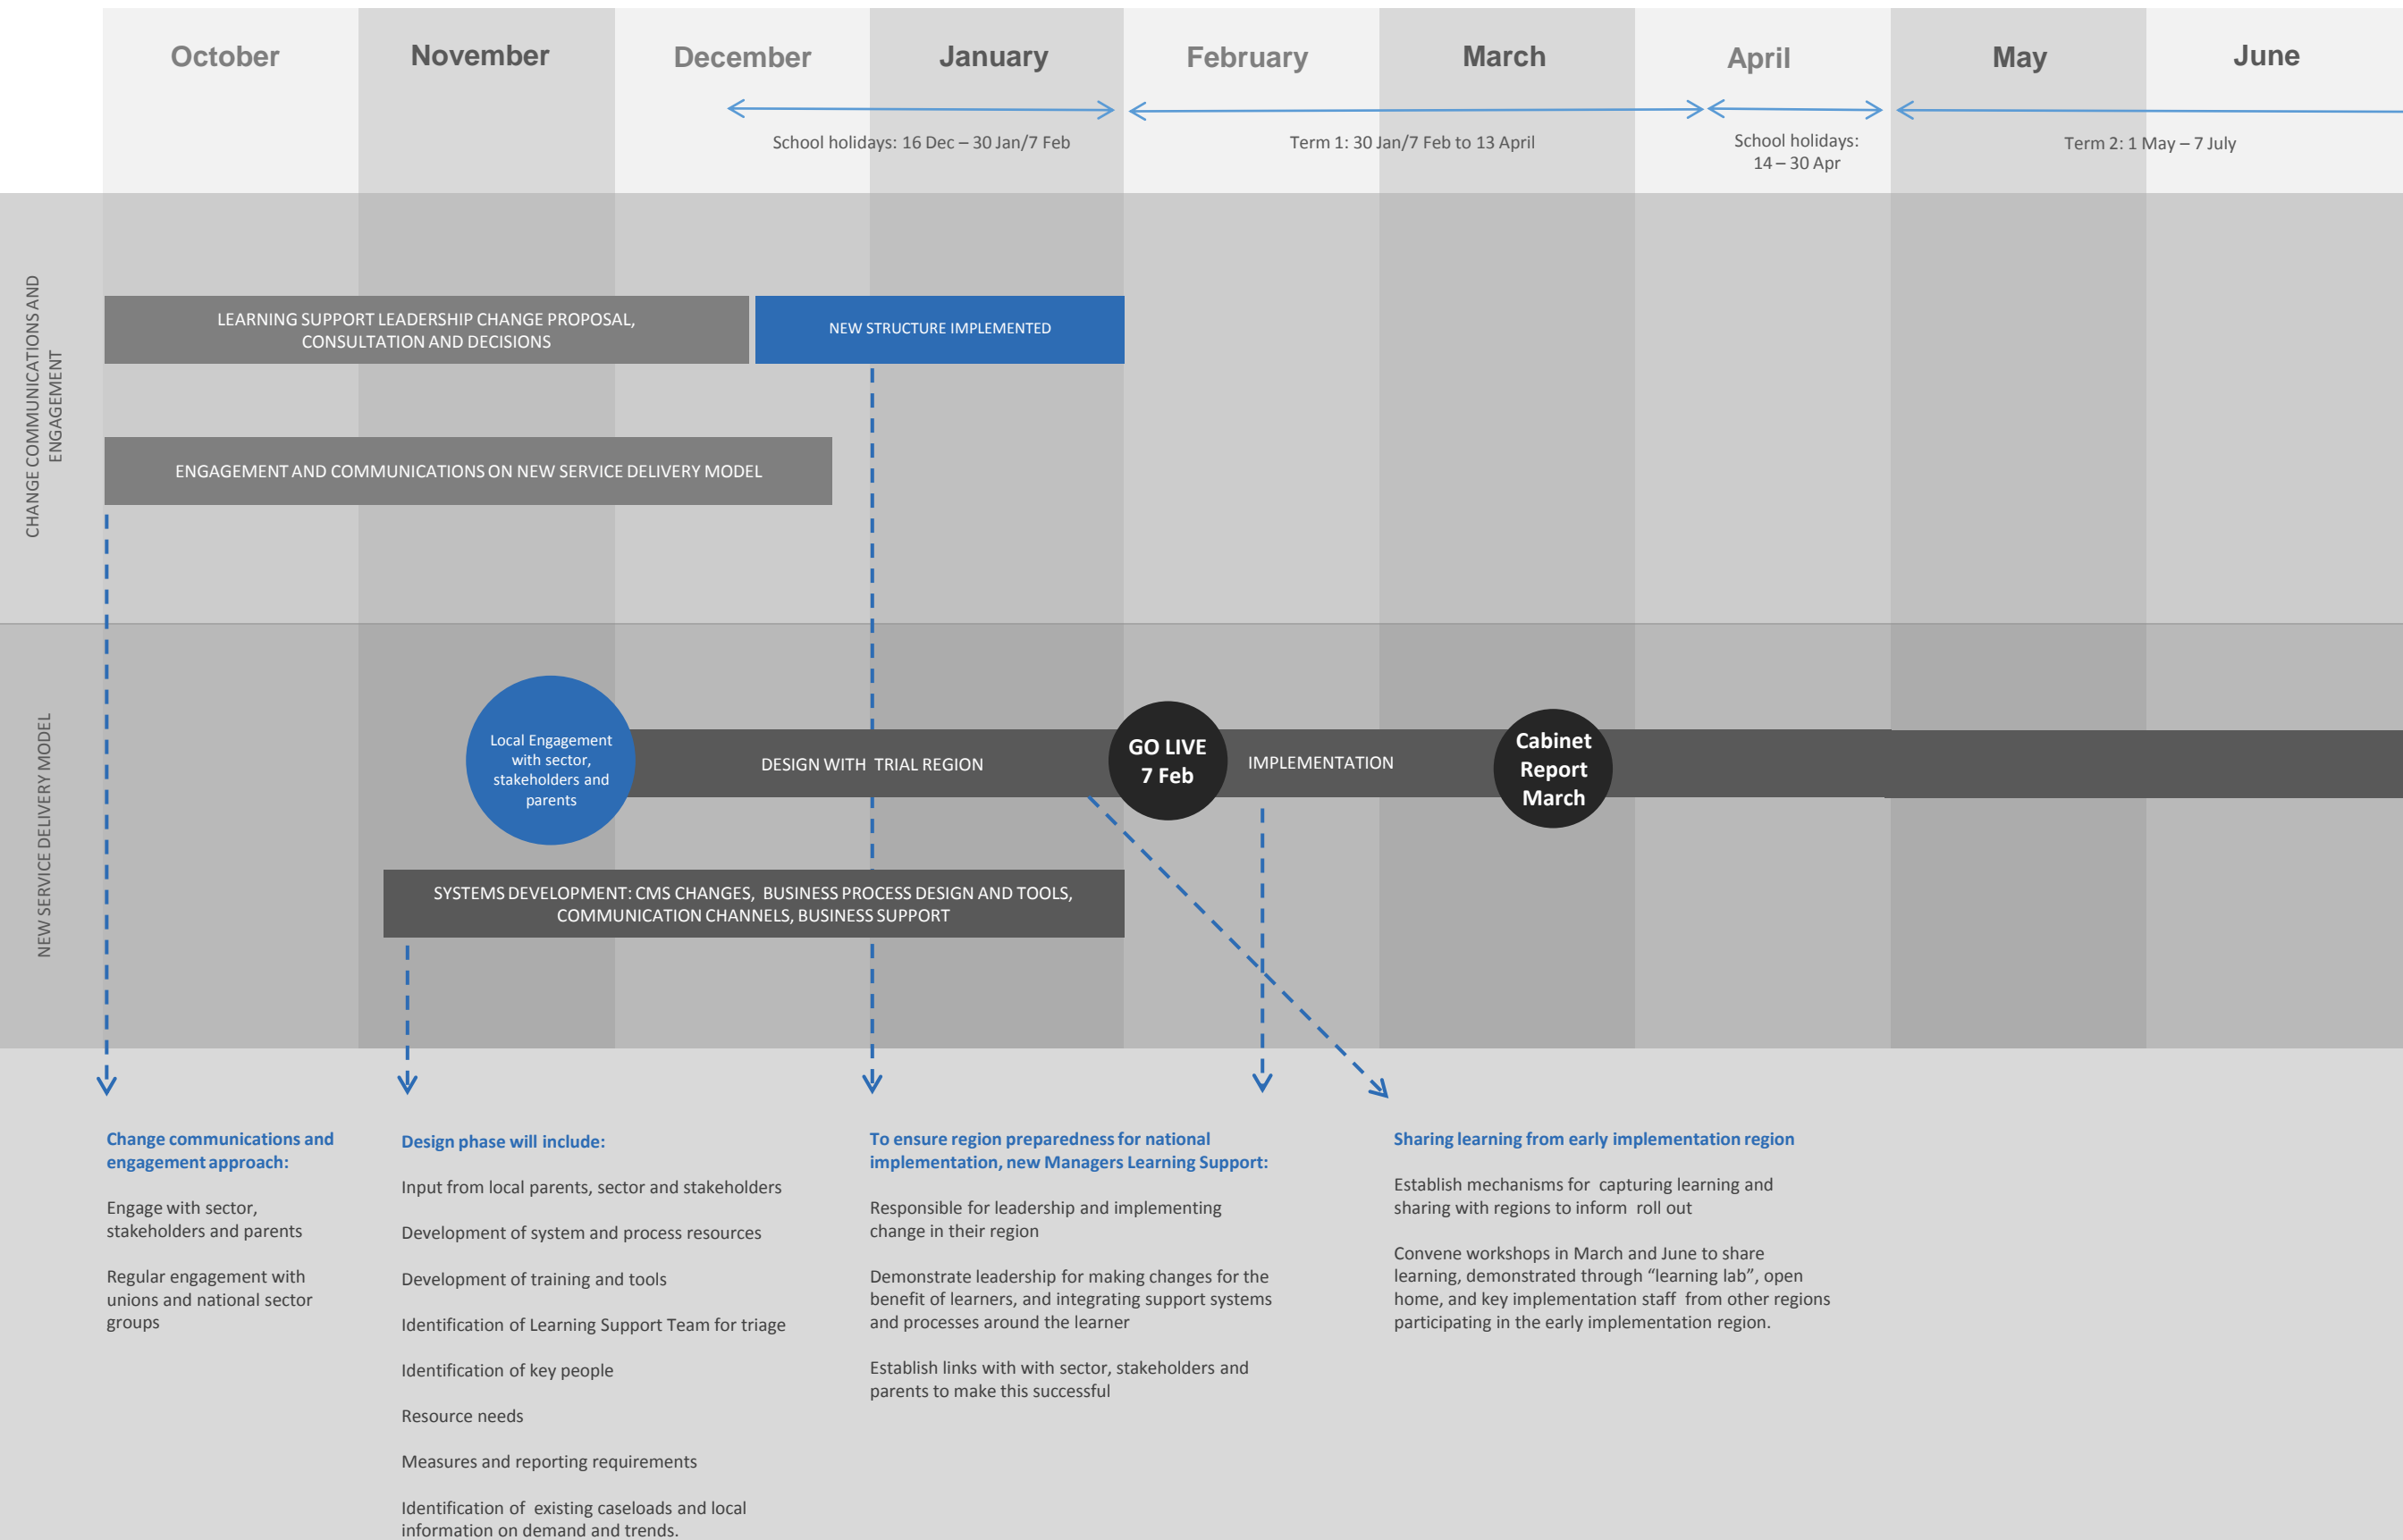 October
November
December
January
February
March
April
May
June
School holidays: 16 Dec – 30 Jan/7 Feb
Term 1: 30 Jan/7 Feb to 13 April
School holidays:
14 – 30 Apr
Term 2: 1 May – 7 July
CHANGE COMMUNICATIONS AND
ENGAGEMENT
LEARNING SUPPORT LEADERSHIP CHANGE PROPOSAL,
CONSULTATION AND DECISIONS
NEW STRUCTURE IMPLEMENTED
ENGAGEMENT AND COMMUNICATIONS ON NEW SERVICE DELIVERY MODEL
NEW SERVICE DELIVERY MODEL
Local Engagement
with sector,
stakeholders and
parents
DESIGN WITH TRIAL REGION
GO LIVE
7 Feb
IMPLEMENTATION
Cabinet
Report
March
SYSTEMS DEVELOPMENT: CMS CHANGES, BUSINESS PROCESS DESIGN AND TOOLS,
COMMUNICATION CHANNELS, BUSINESS SUPPORT
Change communications and
engagement approach:
Engage with sector,
stakeholders and parents
Regular engagement with
unions and national sector
groups
Design phase will include:
Input from local parents, sector and stakeholders
Development of system and process resources
Development of training and tools
Identification of Learning Support Team for triage
Identification of key people
Resource needs
Measures and reporting requirements
Identification of existing caseloads and local
information on demand and trends.
To ensure region preparedness for national
implementation, new Managers Learning Support:
Responsible for leadership and implementing
change in their region
Demonstrate leadership for making changes for the
benefit of learners, and integrating support systems
and processes around the learner
Establish links with with sector, stakeholders and
parents to make this successful
Sharing learning from early implementation region
Establish mechanisms for capturing learning and
sharing with regions to inform roll out
Convene workshops in March and June to share
learning, demonstrated through “learning lab”, open
home, and key implementation staff from other regions
participating in the early implementation region.